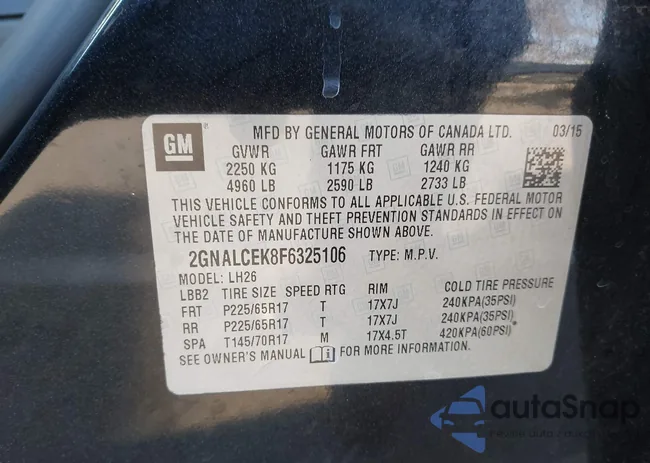 GM
MFD BY GENERAL MOTORS OF CANADA LTD. 03/15
GVWR GAWR FRT GAWR RR
2250 KG 1175 KG 1240 KG
4960 LB 2590 LB 2733 LB
THIS VEHICLE CONFORMS TO ALL APPLICABLE U.S. FEDERAL MOTOR
VEHICLE SAFETY AND THEFT PREVENTION STANDARDS IN EFFECT ON
THE DATE OF MANUFACTURE SHOWN ABOVE.
2GNALCEK8F6325106 TYPE: M.P.V.
MODEL: LH26
LBB2 TIRE SIZE SPEED RTG RIM COLD TIRE PRESSURE
FRT P225/65R17 T 17X7J 240KPA(35PSI)
RR P225/65R17 T 17X7J 240KPA(35PSI)
SPA T145/70R17 M 17X4.5T 420KPA(60PSI)*
SEE OWNER'S MANUAL FOR MORE INFORMATION.
autoSnap